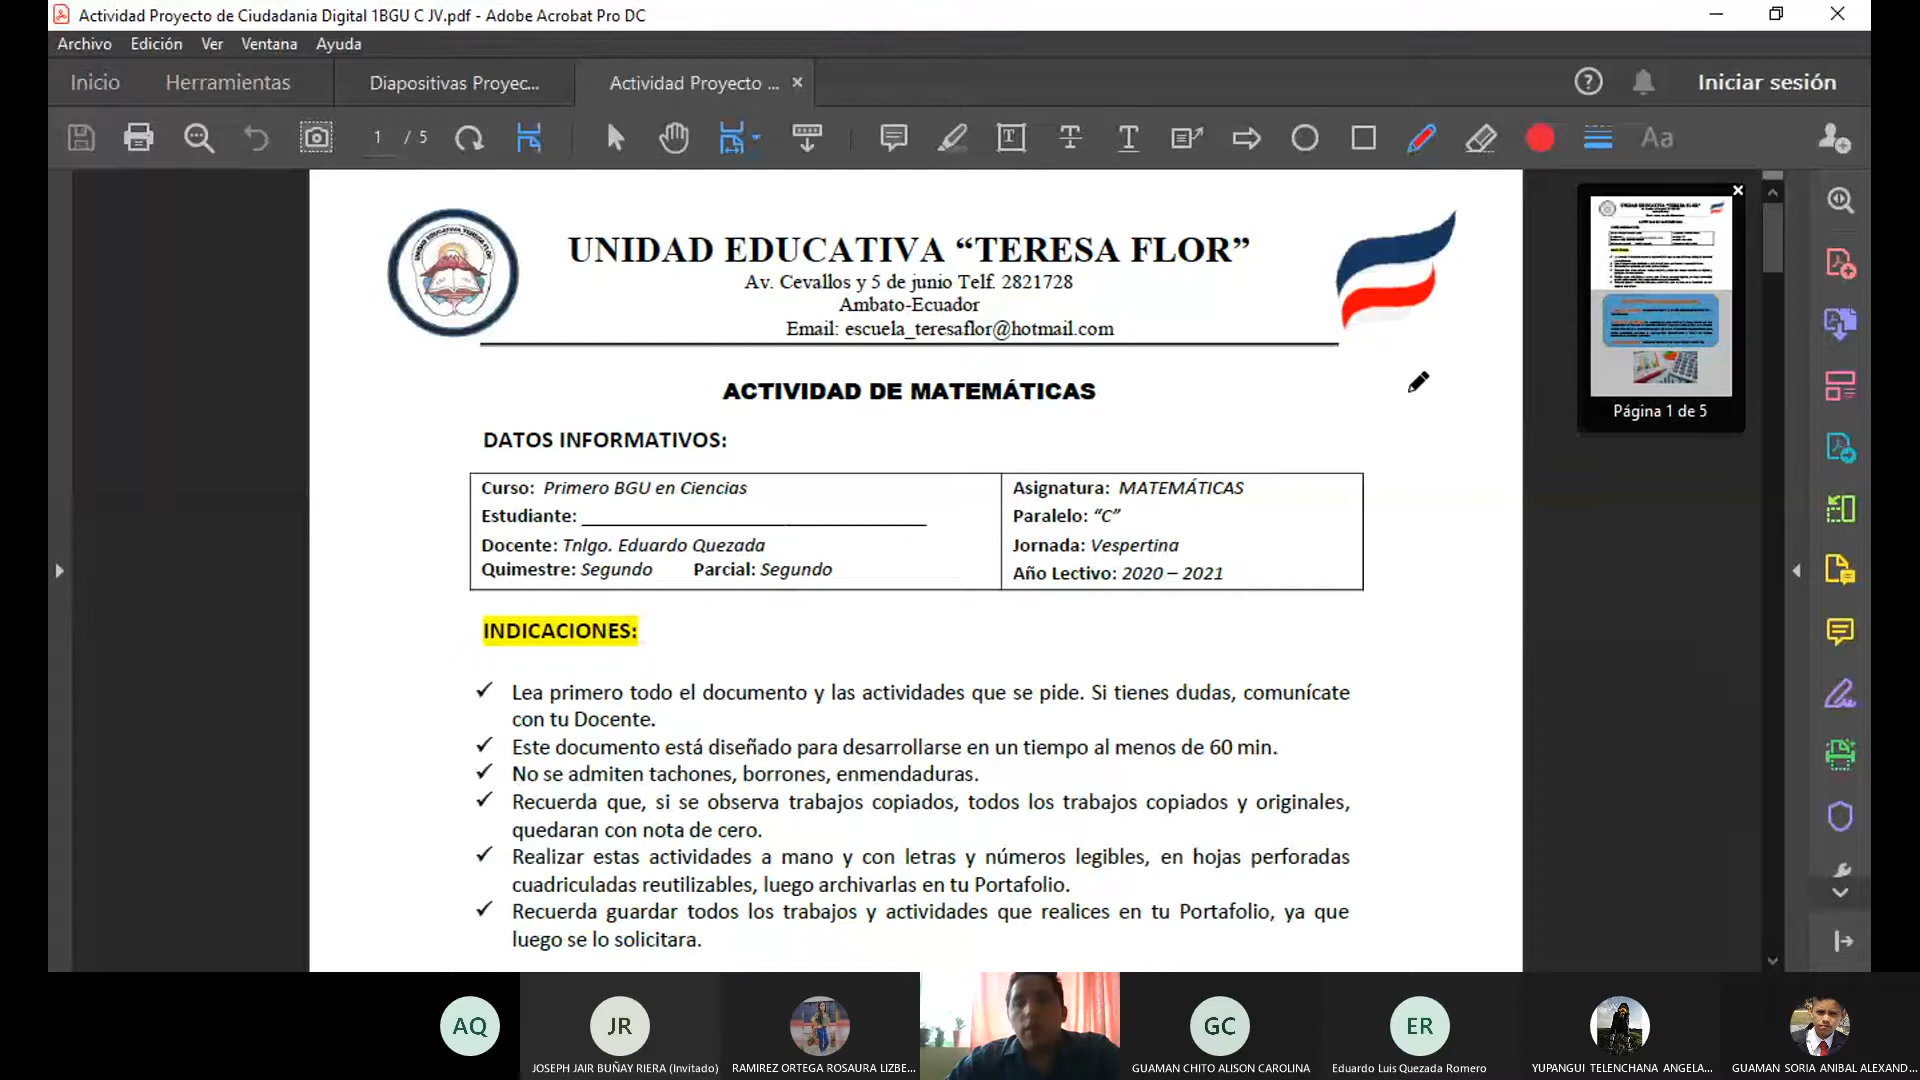 Actividad Proyecto de Ciudadania Digital 1BGU C JV.pdf - Adobe Acrobat Pro DC
Archivo Edición Ver Ventana Ayuda
Inicio Herramientas Diapositivas Proyec... Actividad Proyecto ... ×
Iniciar sesión
1 / 5
Aa
UNIDAD EDUCATIVA TERESA FLOR
UNIDAD EDUCATIVA “TERESA FLOR”
Av. Cevallos y 5 de junio Telf. 2821728
Ambato-Ecuador
Email: escuela_teresaflor@hotmail.com
ACTIVIDAD DE MATEMÁTICAS
DATOS INFORMATIVOS:
Curso: Primero BGU en Ciencias
Estudiante: ____________________
Docente: Tnlgo. Eduardo Quezada
Quimestre: Segundo Parcial: Segundo
Asignatura: MATEMÁTICAS
Paralelo: “C”
Jornada: Vespertina
Año Lectivo: 2020 – 2021
INDICACIONES:
✓ Lea primero todo el documento y las actividades que se pide. Si tienes dudas, comunícate
con tu Docente.
✓ Este documento está diseñado para desarrollarse en un tiempo al menos de 60 min.
✓ No se admiten tachones, borrones, enmendaduras.
✓ Recuerda que, si se observa trabajos copiados, todos los trabajos copiados y originales,
quedaran con nota de cero.
✓ Realizar estas actividades a mano y con letras y números legibles, en hojas perforadas
cuadriculadas reutilizables, luego archivarlas en tu Portafolio.
✓ Recuerda guardar todos los trabajos y actividades que realices en tu Portafolio, ya que
luego se lo solicitara.
UNIDAD EDUCATIVA “TERESA FLOR”
Página 1 de 5
AQ
JR
GC
ER
JOSEPH JAIR BUÑAY RIERA (Invitado)
RAMIREZ ORTEGA ROSAURA LIZBE...
GUAMAN CHITO ALISON CAROLINA
Eduardo Luis Quezada Romero
YUPANGUI TELENCHANA ANGELA...
GUAMAN SORIA ANIBAL ALEXAND...